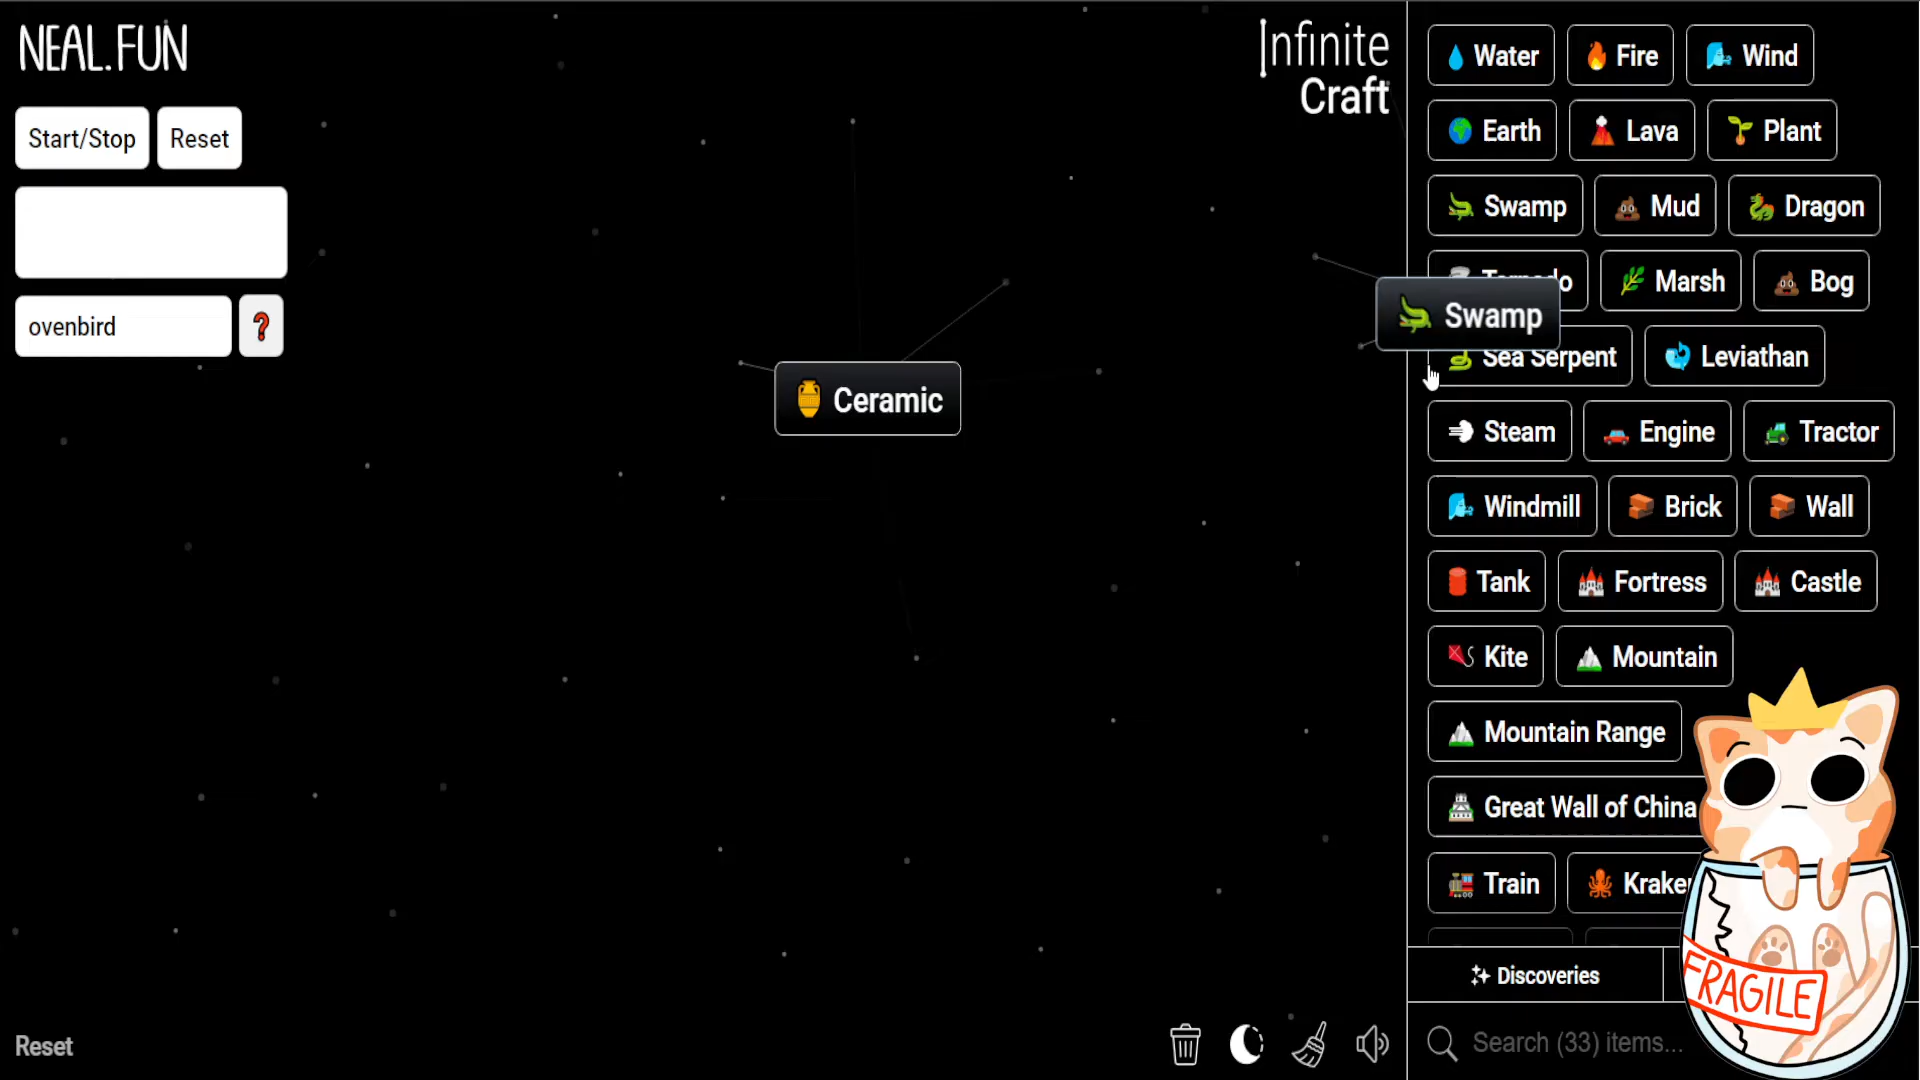 NEAL.FUN
Infinite
Craft
Start/Stop Reset
ovenbird
Ceramic
Swamp
Water Fire Wind
Earth Lava Plant
Swamp Mud Dragon
Marsh Bog
Sea Serpent Leviathan
Steam Engine Tractor
Windmill Brick Wall
Tank Fortress Castle
Kite Mountain
Mountain Range
Great Wall of China
Train
Discoveries
Search (33) items...
Reset
FRAGILE